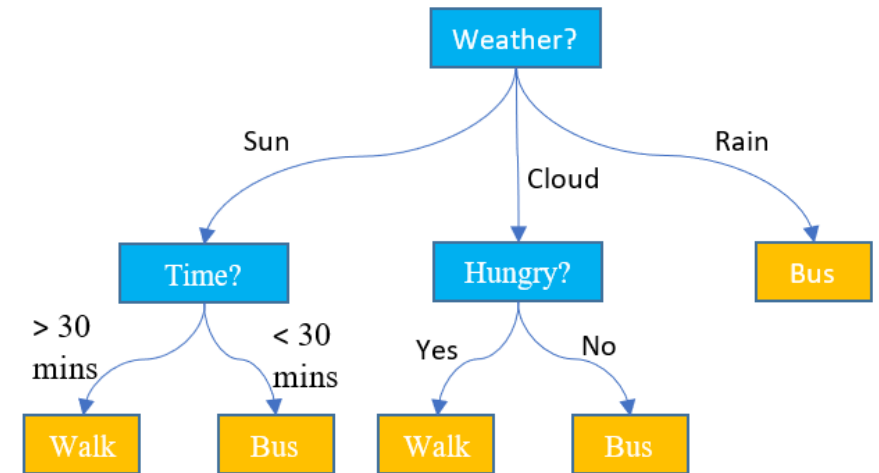 Weather?
Sun
Cloud
Rain
Time?
Hungry?
Bus
> 30
mins
< 30
mins
Yes
No
Walk
Bus
Walk
Bus